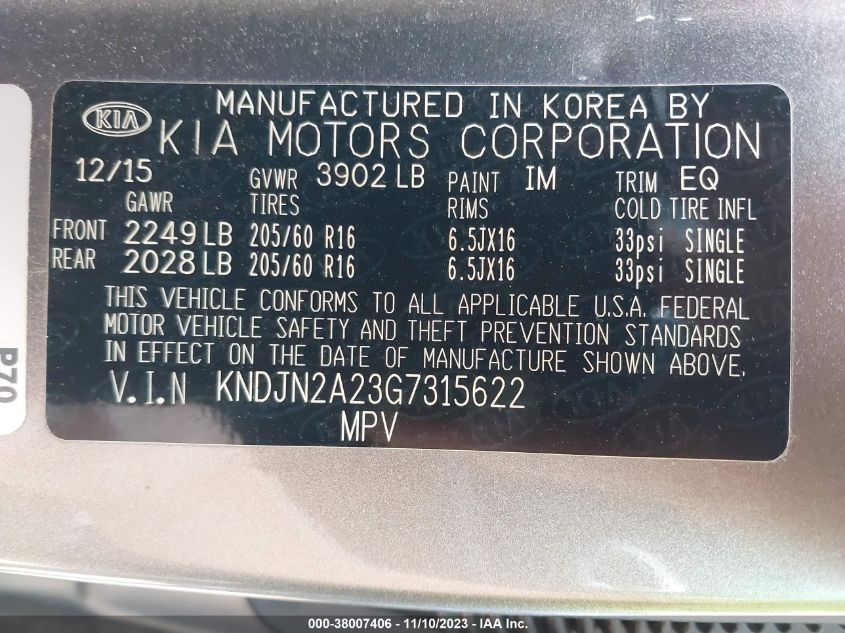 MANUFACTURED IN KOREA BY
KIA KIA MOTORS CORPORATION
12/15 GVWR 3902 LB PAINT IM TRIM EQ
GAWR TIRES RIMS COLD TIRE INFL
FRONT 2249 LB 205/60 R16 6.5JX16 33psi SINGLE
REAR 2028 LB 205/60 R16 6.5JX16 33psi SINGLE
THIS VEHICLE CONFORMS TO ALL APPLICABLE U.S.A. FEDERAL
MOTOR VEHICLE SAFETY AND THEFT PREVENTION STANDARDS
IN EFFECT ON THE DATE OF MANUFACTURE SHOWN ABOVE.
V.I.N KNDJN2A23G7315622
MPV
P70
000-38007406 - 11/10/2023 - IAA Inc.